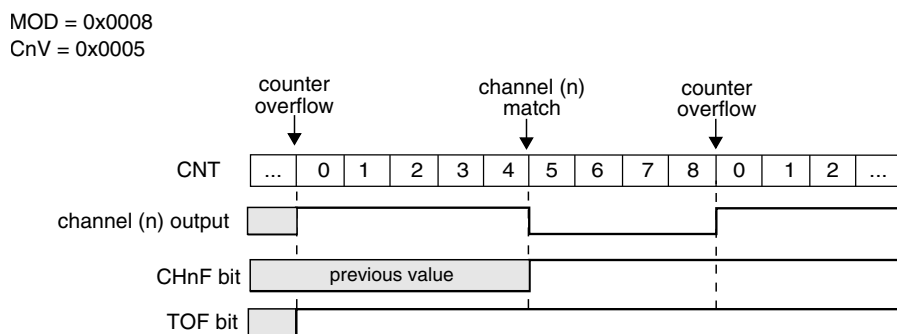 MOD = 0x0008
CnV = 0x0005
counter overflow
channel (n) match
counter overflow
CNT ... 0 1 2 3 4 5 6 7 8 0 1 2 ...
channel (n) output
CHnF bit previous value
TOF bit